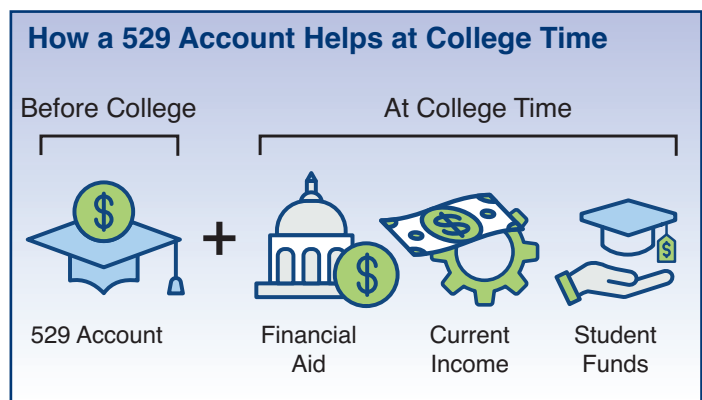 How a 529 Account Helps at College Time
Before College
At College Time
$
+
$
$
$
529 Account
Financial
Aid
Current
Income
Student
Funds